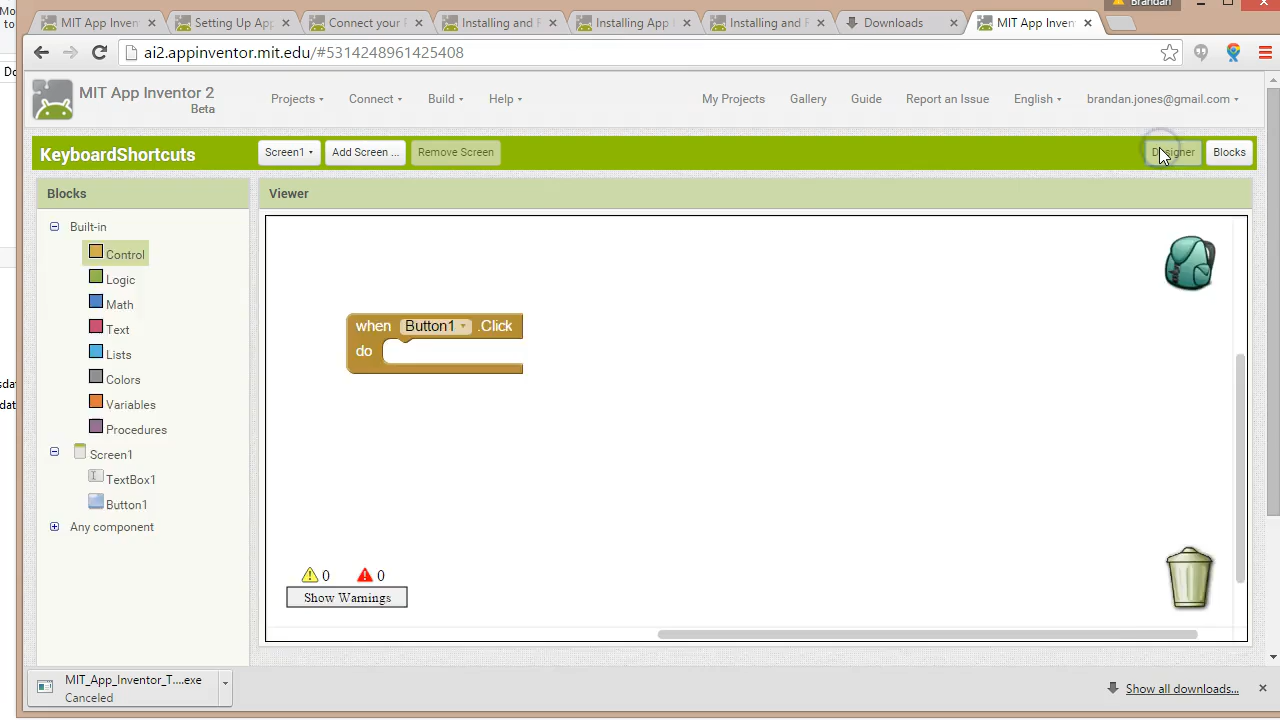 Brandan
MIT App Inven
Setting Up App
Connect your
Installing and
Installing App I
Installing and
Downloads
MIT App Inven
ai2.appinventor.mit.edu/#5314248961425408
MIT App Inventor 2
Beta
Projects
Connect
Build
Help
My Projects
Gallery
Guide
Report an Issue
English
brandan.jones@gmail.com
KeyboardShortcuts
Screen1
Add Screen ...
Remove Screen
Designer
Blocks
Blocks
Viewer
Built-in
Control
Logic
Math
Text
Lists
Colors
Variables
Procedures
Screen1
TextBox1
Button1
Any component
when Button1 .Click
do
0
0
Show Warnings
MIT_App_Inventor_T....exe
Canceled
Show all downloads...